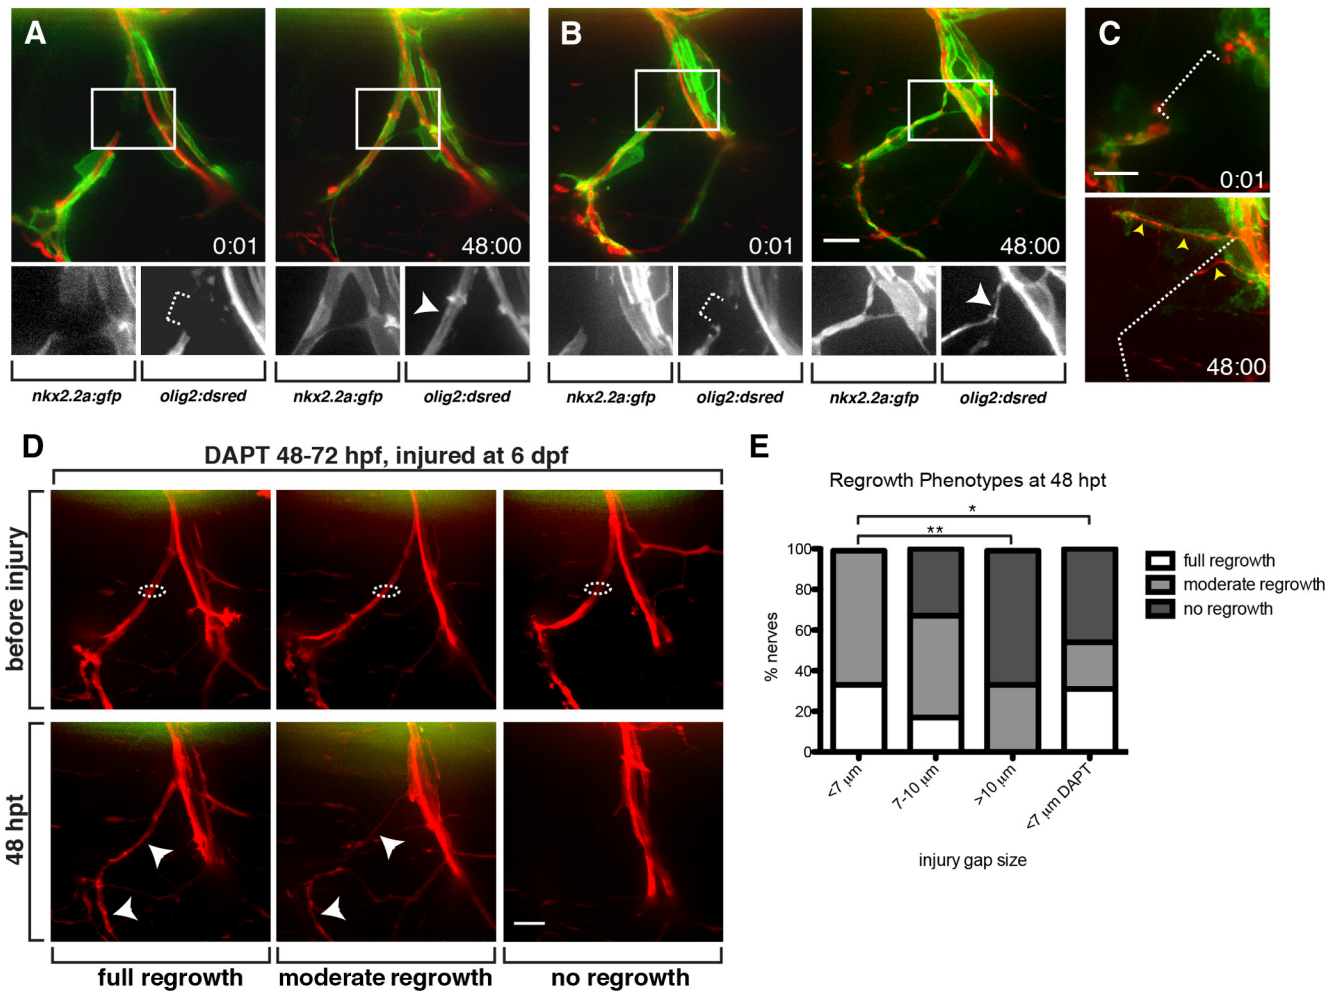 A
0:01
48:00
B
0:01
48:00
C
0:01
48:00
nkx2.2a:gfp
olig2:dsred
nkx2.2a:gfp
olig2:dsred
nkx2.2a:gfp
olig2:dsred
nkx2.2a:gfp
olig2:dsred
D
DAPT 48-72 hpf, injured at 6 dpf
before injury
48 hpt
full regrowth
moderate regrowth
no regrowth
E
Regrowth Phenotypes at 48 hpt
*
**
100
80
60
40
20
0
% nerves
<7 µm
7-10 µm
>10 µm
<7 µm DAPT
injury gap size
full regrowth
moderate regrowth
no regrowth